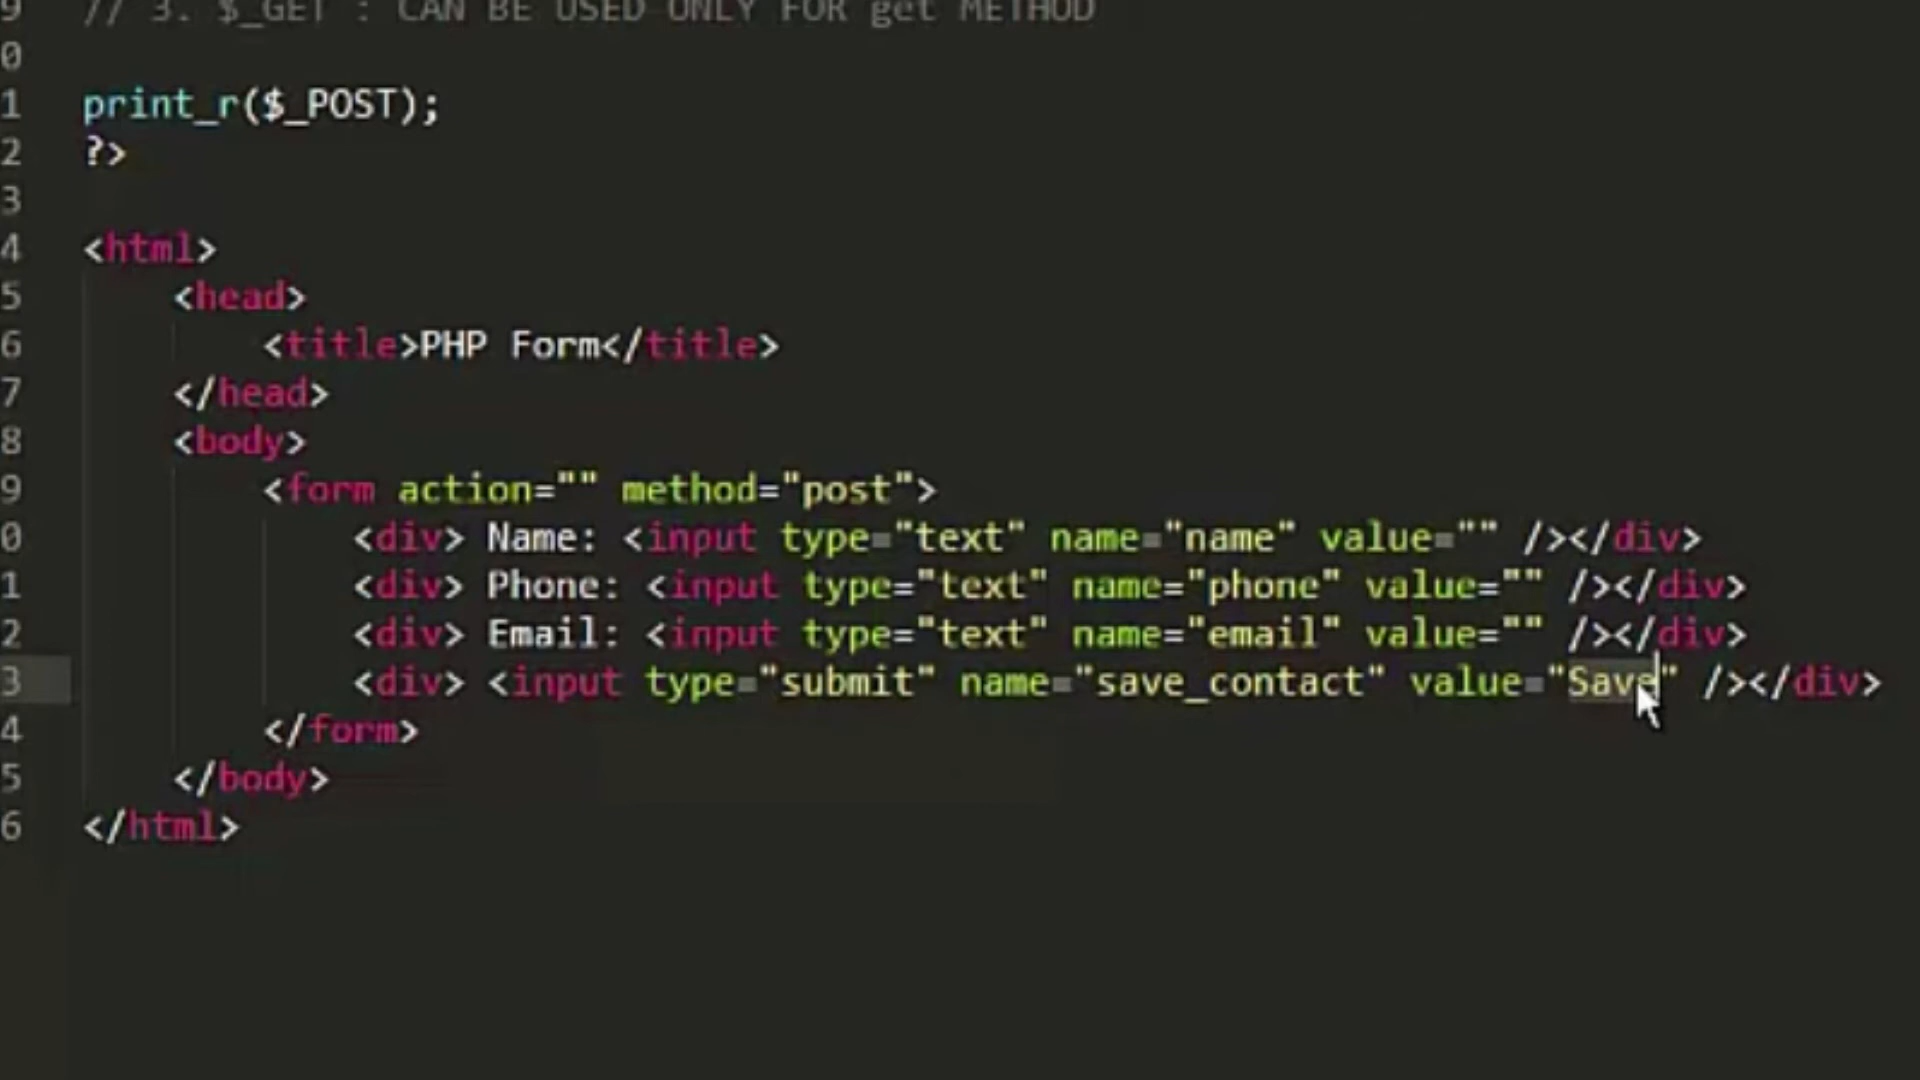 9 // 3. $_GET : CAN BE USED ONLY FOR get METHOD
0
1 print_r($_POST);
2 ?>
3
4 <html>
5 <head>
6 <title>PHP Form</title>
7 </head>
8 <body>
9 <form action="" method="post">
0 <div> Name: <input type="text" name="name" value="" /></div>
1 <div> Phone: <input type="text" name="phone" value="" /></div>
2 <div> Email: <input type="text" name="email" value="" /></div>
3 <div> <input type="submit" name="save_contact" value="Save" /></div>
4 </form>
5 </body>
6 </html>